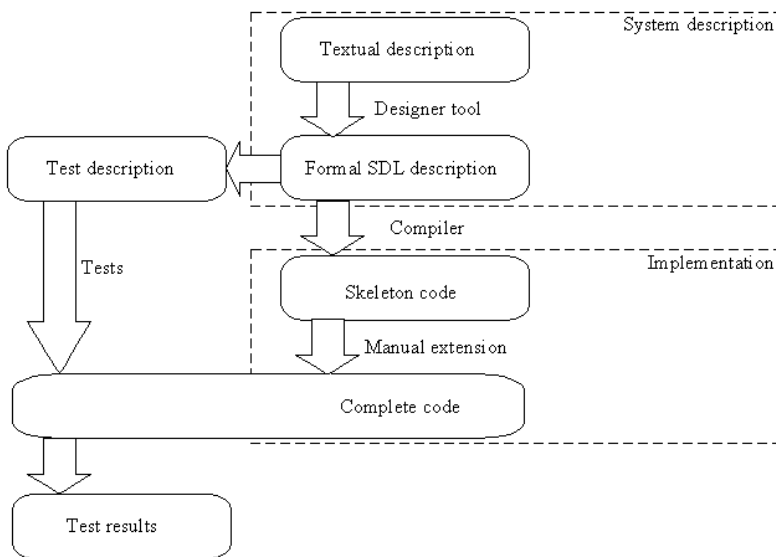 System description
Textual description
Designer tool
Test description
Formal SDL description
Compiler
Implementation
Tests
Skeleton code
Manual extension
Complete code
Test results